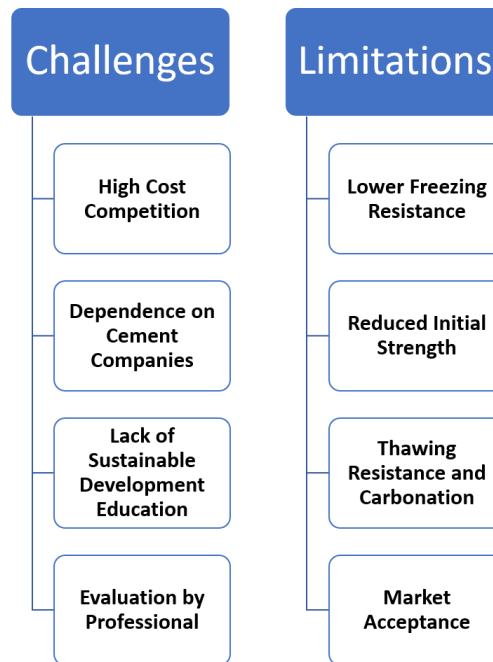 Challenges
High Cost
Competition
Dependence on
Cement
Companies
Lack of
Sustainable
Development
Education
Evaluation by
Professional
Limitations
Lower Freezing
Resistance
Reduced Initial
Strength
Thawing
Resistance and
Carbonation
Market
Acceptance